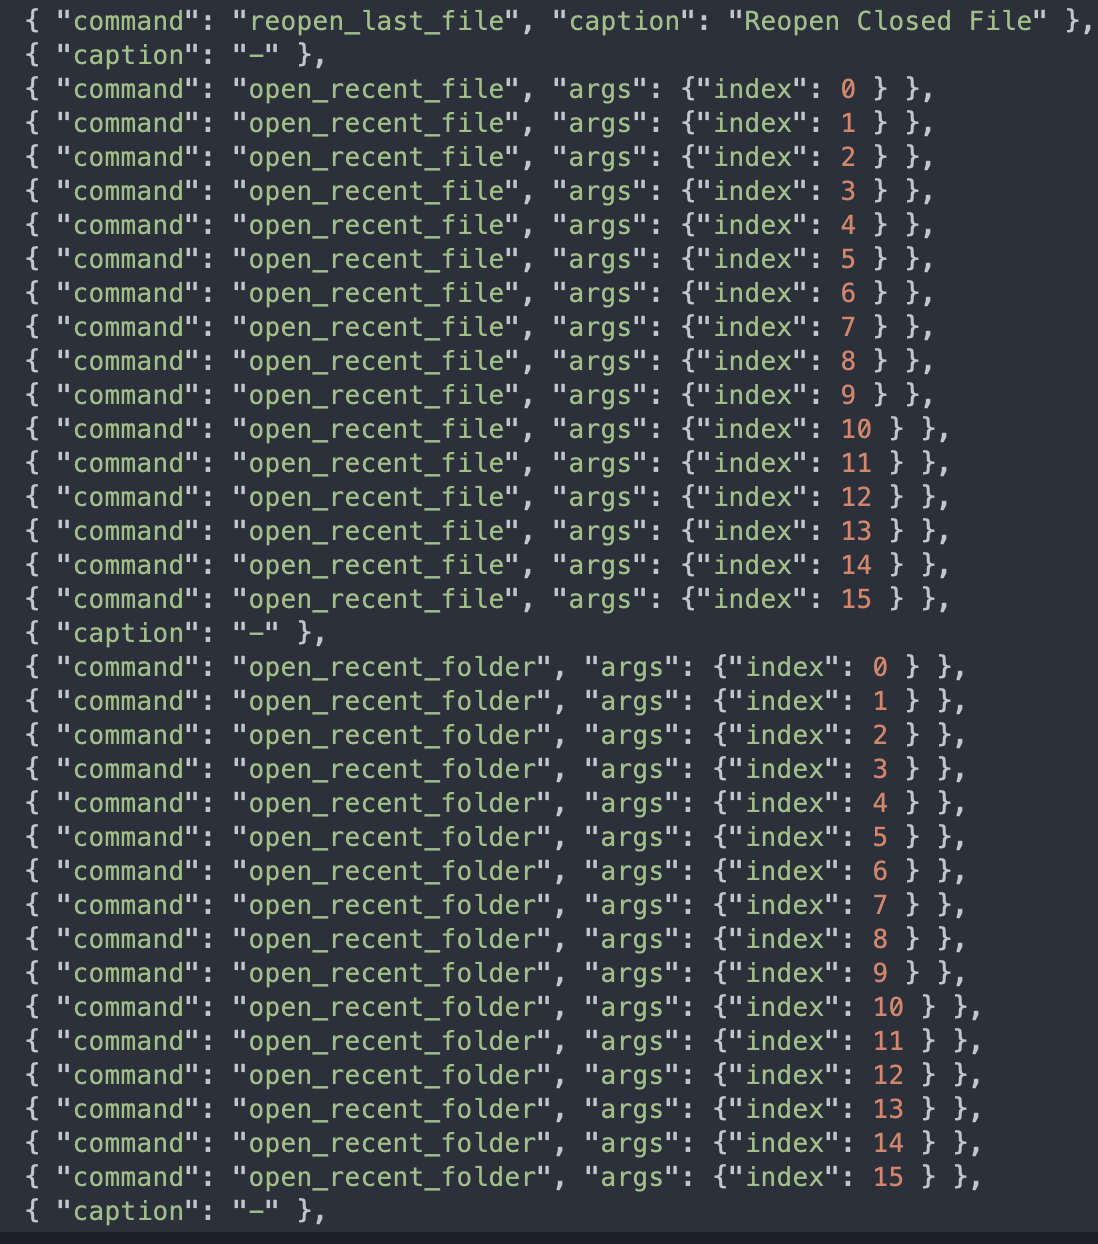 { "command": "reopen_last_file", "caption": "Reopen Closed File" },
{ "caption": "-" },
{ "command": "open_recent_file", "args": {"index": 0 } },
{ "command": "open_recent_file", "args": {"index": 1 } },
{ "command": "open_recent_file", "args": {"index": 2 } },
{ "command": "open_recent_file", "args": {"index": 3 } },
{ "command": "open_recent_file", "args": {"index": 4 } },
{ "command": "open_recent_file", "args": {"index": 5 } },
{ "command": "open_recent_file", "args": {"index": 6 } },
{ "command": "open_recent_file", "args": {"index": 7 } },
{ "command": "open_recent_file", "args": {"index": 8 } },
{ "command": "open_recent_file", "args": {"index": 9 } },
{ "command": "open_recent_file", "args": {"index": 10 } },
{ "command": "open_recent_file", "args": {"index": 11 } },
{ "command": "open_recent_file", "args": {"index": 12 } },
{ "command": "open_recent_file", "args": {"index": 13 } },
{ "command": "open_recent_file", "args": {"index": 14 } },
{ "command": "open_recent_file", "args": {"index": 15 } },
{ "caption": "-" },
{ "command": "open_recent_folder", "args": {"index": 0 } },
{ "command": "open_recent_folder", "args": {"index": 1 } },
{ "command": "open_recent_folder", "args": {"index": 2 } },
{ "command": "open_recent_folder", "args": {"index": 3 } },
{ "command": "open_recent_folder", "args": {"index": 4 } },
{ "command": "open_recent_folder", "args": {"index": 5 } },
{ "command": "open_recent_folder", "args": {"index": 6 } },
{ "command": "open_recent_folder", "args": {"index": 7 } },
{ "command": "open_recent_folder", "args": {"index": 8 } },
{ "command": "open_recent_folder", "args": {"index": 9 } },
{ "command": "open_recent_folder", "args": {"index": 10 } },
{ "command": "open_recent_folder", "args": {"index": 11 } },
{ "command": "open_recent_folder", "args": {"index": 12 } },
{ "command": "open_recent_folder", "args": {"index": 13 } },
{ "command": "open_recent_folder", "args": {"index": 14 } },
{ "command": "open_recent_folder", "args": {"index": 15 } },
{ "caption": "-" },